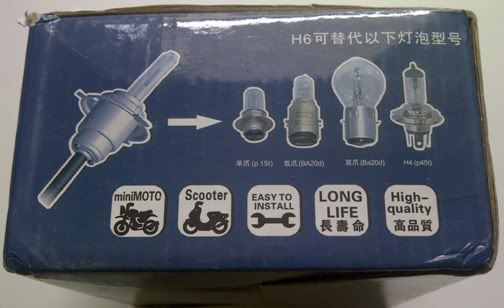 H6可替代以下灯泡型号
单爪 (p 15t) 双爪 (BA20d) 双爪 (Ba20d) H4 (p45t)
miniMOTO Scooter EASY TO INSTALL LONG LIFE 長壽命 High-quality 高品質